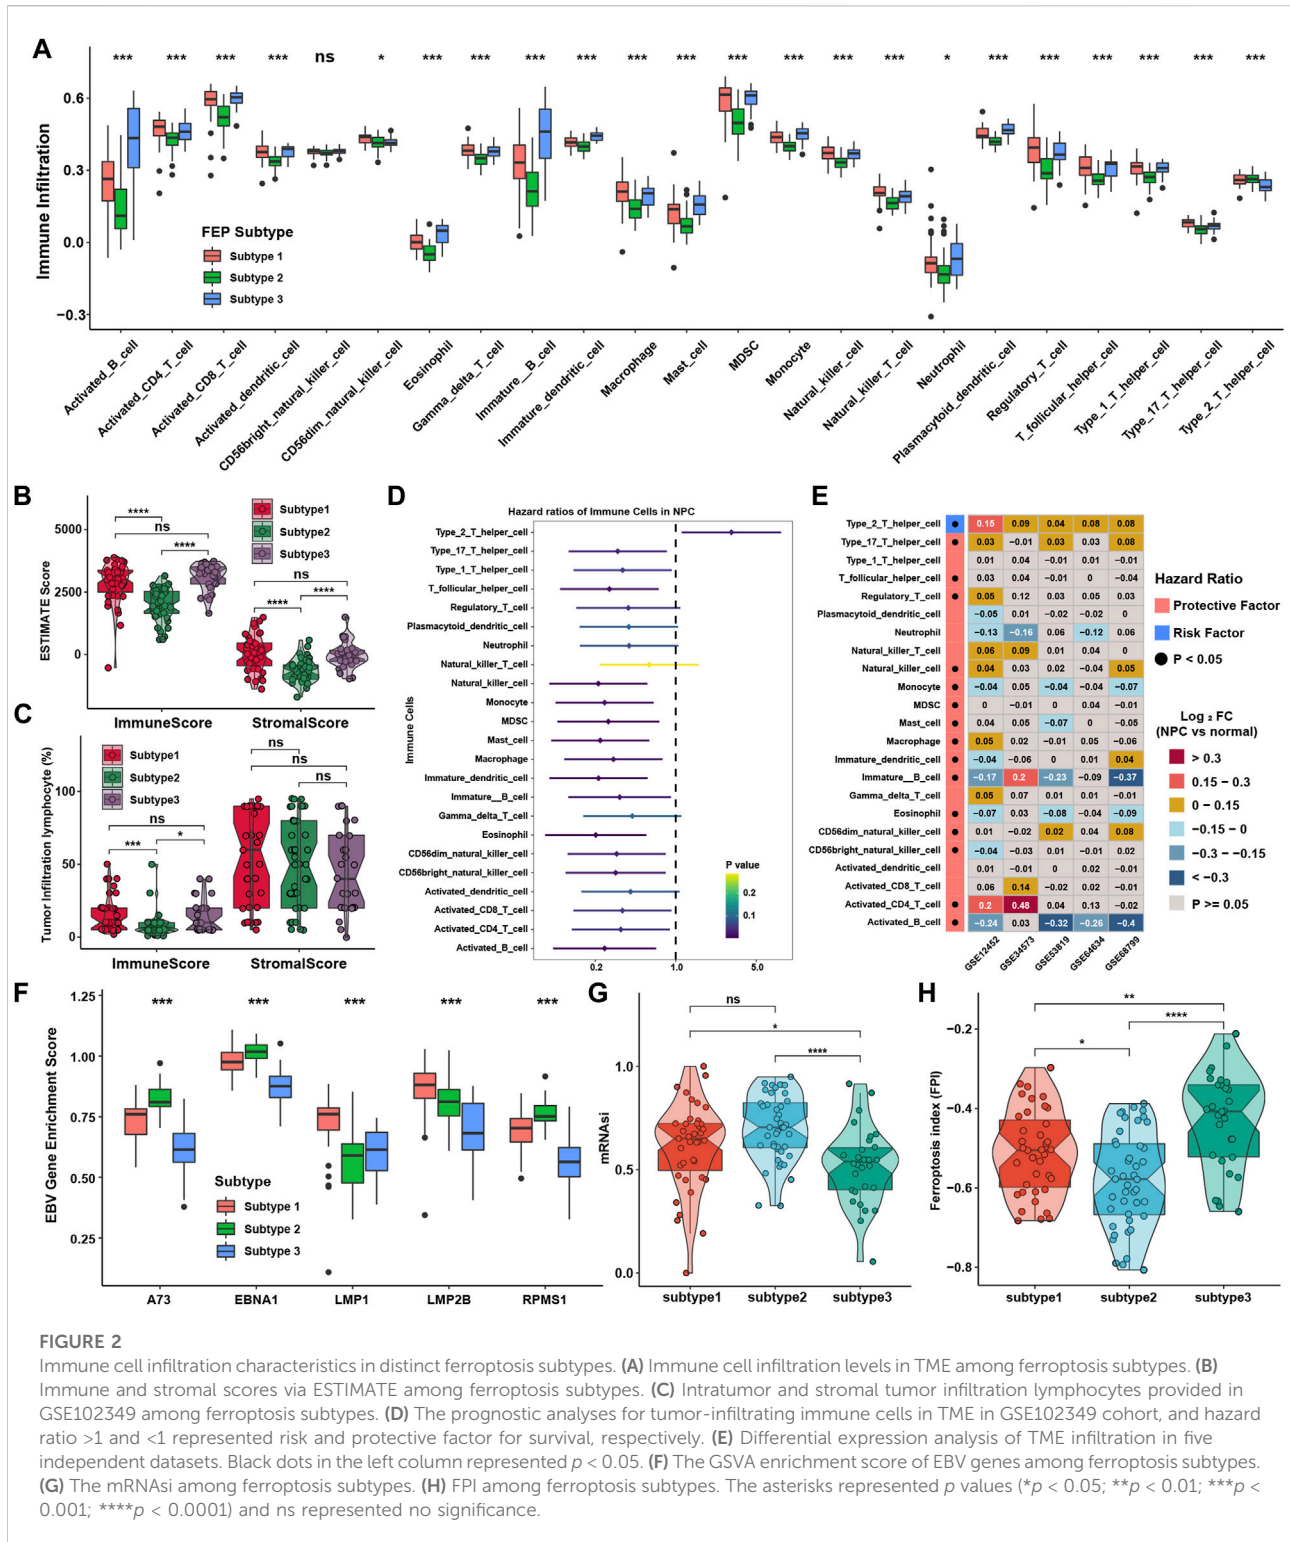 A
*** *** *** *** ns * *** *** *** *** *** *** *** *** *** *** * *** *** *** *** *** ***
Immune Infiltration
0.6
0.3
0.0
−0.3
FEP Subtype
Subtype 1
Subtype 2
Subtype 3
Activated_B_cell
Activated_CD4_T_cell
Activated_CD8_T_cell
Activated_dendritic_cell
CD56bright_natural_killer_cell
CD56dim_natural_killer_cell
Eosinophil
Gamma_delta_T_cell
Immature__B_cell
Immature_dendritic_cell
Macrophage
Mast_cell
MDSC
Monocyte
Natural_killer_cell
Natural_killer_T_cell
Neutrophil
Plasmacytoid_dendritic_cell
Regulatory_T_cell
T_follicular_helper_cell
Type_1_T_helper_cell
Type_17_T_helper_cell
Type_2_T_helper_cell
B
ESTIMATE Score
5000
2500
0
****
ns
****
Subtype1
Subtype2
Subtype3
ns
**** ****
ImmuneScore StromalScore
C
Tumor Infiltration lymphocyte (%)
100
50
0
Subtype1
Subtype2
Subtype3
ns
*** *
ns
ns
ns
ImmuneScore StromalScore
D
Hazard ratios of Immune Cells in NPC
Immune Cells
Type_2_T_helper_cell
Type_17_T_helper_cell
Type_1_T_helper_cell
T_follicular_helper_cell
Regulatory_T_cell
Plasmacytoid_dendritic_cell
Neutrophil
Natural_killer_T_cell
Natural_killer_cell
Monocyte
MDSC
Mast_cell
Macrophage
Immature_dendritic_cell
Immature__B_cell
Gamma_delta_T_cell
Eosinophil
CD56dim_natural_killer_cell
CD56bright_natural_killer_cell
Activated_dendritic_cell
Activated_CD8_T_cell
Activated_CD4_T_cell
Activated_B_cell
P value
0.2
0.1
0.2 1.0 5.0
E
Type_2_T_helper_cell 0.15 0.09 0.04 0.08 0.08
Type_17_T_helper_cell 0.03 −0.01 0.03 0.03 0.08
Type_1_T_helper_cell 0.01 0.04 −0.01 0.01 −0.01
T_follicular_helper_cell 0.03 0.04 −0.01 0 −0.04
Regulatory_T_cell 0.05 0.12 0.03 0.05 0.03
Plasmacytoid_dendritic_cell −0.05 0.01 −0.02 −0.02 0
Neutrophil −0.13 −0.16 0.06 −0.12 0.06
Natural_killer_T_cell 0.06 0.09 0.01 0.04 0
Natural_killer_cell 0.04 0.03 0.02 −0.04 0.05
Monocyte −0.04 0.05 −0.04 −0.04 −0.07
MDSC 0 −0.01 0 0.04 −0.01
Mast_cell 0.04 0.05 −0.07 0 −0.05
Macrophage 0.05 0.02 −0.01 0.05 −0.06
Immature_dendritic_cell −0.04 −0.06 0 0.01 0.04
Immature__B_cell −0.17 0.2 −0.23 −0.09 −0.37
Gamma_delta_T_cell 0.05 0.07 0.01 0.01 −0.01
Eosinophil −0.07 0.03 −0.08 −0.04 −0.09
CD56dim_natural_killer_cell 0.01 −0.02 0.02 0.04 0.08
CD56bright_natural_killer_cell −0.04 −0.03 0.01 −0.01 −0.02
Activated_dendritic_cell 0.01 −0.01 0 0.02 −0.01
Activated_CD8_T_cell 0.06 0.14 −0.02 0.02 −0.01
Activated_CD4_T_cell 0.2 0.48 0.04 0.13 −0.02
Activated_B_cell −0.24 0.03 −0.32 −0.26 −0.4
GSE12452 GSE34573 GSE53819 GSE64634 GSE68799
Hazard Ratio
Protective Factor
Risk Factor
P < 0.05
Log 2 FC
(NPC vs normal)
> 0.3
0.15 − 0.3
0 − 0.15
−0.15 − 0
−0.3 − −0.15
< −0.3
P >= 0.05
F
EBV Gene Enrichment Score
1.25
1.00
0.75
0.50
0.25
*** *** *** *** ***
Subtype
Subtype 1
Subtype 2
Subtype 3
A73 EBNA1 LMP1 LMP2B RPMS1
G
mRNAsi
1.0
0.5
0.0
ns
*
****
subtype1 subtype2 subtype3
H
Ferroptosis index (FPI)
−0.2
−0.4
−0.6
−0.8
**
****
*
subtype1 subtype2 subtype3
FIGURE 2
Immune cell infiltration characteristics in distinct ferroptosis subtypes. (A) Immune cell infiltration levels in TME among ferroptosis subtypes. (B)
Immune and stromal scores via ESTIMATE among ferroptosis subtypes. (C) Intratumor and stromal tumor infiltration lymphocytes provided in
GSE102349 among ferroptosis subtypes. (D) The prognostic analyses for tumor-infiltrating immune cells in TME in GSE102349 cohort, and hazard
ratio >1 and <1 represented risk and protective factor for survival, respectively. (E) Differential expression analysis of TME infiltration in five
independent datasets. Black dots in the left column represented p < 0.05. (F) The GSVA enrichment score of EBV genes among ferroptosis subtypes.
(G) The mRNAsi among ferroptosis subtypes. (H) FPI among ferroptosis subtypes. The asterisks represented p values (*p < 0.05; **p < 0.01; ***p <
0.001; ****p < 0.0001) and ns represented no significance.